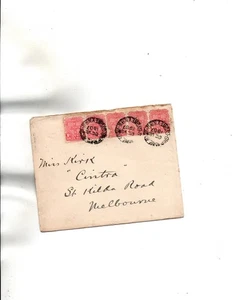 Miss Kirk
"Cintra"
St. Kilda Road
Melbourne